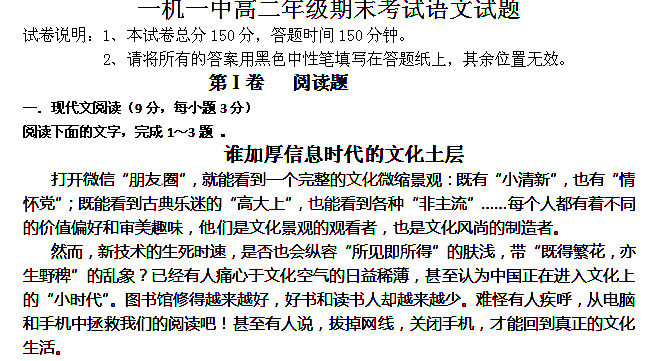 一机一中高二年级期末考试语文试题
试卷说明：1、本试卷总分150分，答题时间150分钟。
2、请将所有的答案用黑色中性笔填写在答题纸上，其余位置无效。
第Ⅰ卷 阅读题
一．现代文阅读（9分，每小题3分）
阅读下面的文字，完成1～3题 。
谁加厚信息时代的文化土层
打开微信“朋友圈”，就能看到一个完整的文化微缩景观：既有“小清新”，也有“情
怀党”；既能看到古典乐迷的“高大上”，也能看到各种“非主流”……每个人都有着不同
的价值偏好和审美趣味，他们是文化景观的观看者，也是文化风尚的制造者。
然而，新技术的生死时速，是否也会纵容“所见即所得”的肤浅，带“既得繁花，亦
生野稗”的乱象？已经有人痛心于文化空气的日益稀薄，甚至认为中国正在进入文化上
的“小时代”。图书馆修得越来越好，好书和读书人却越来越少。难怪有人疾呼，从电脑
和手机中拯救我们的阅读吧！甚至有人说，拔掉网线，关闭手机，才能回到真正的文化
生活。